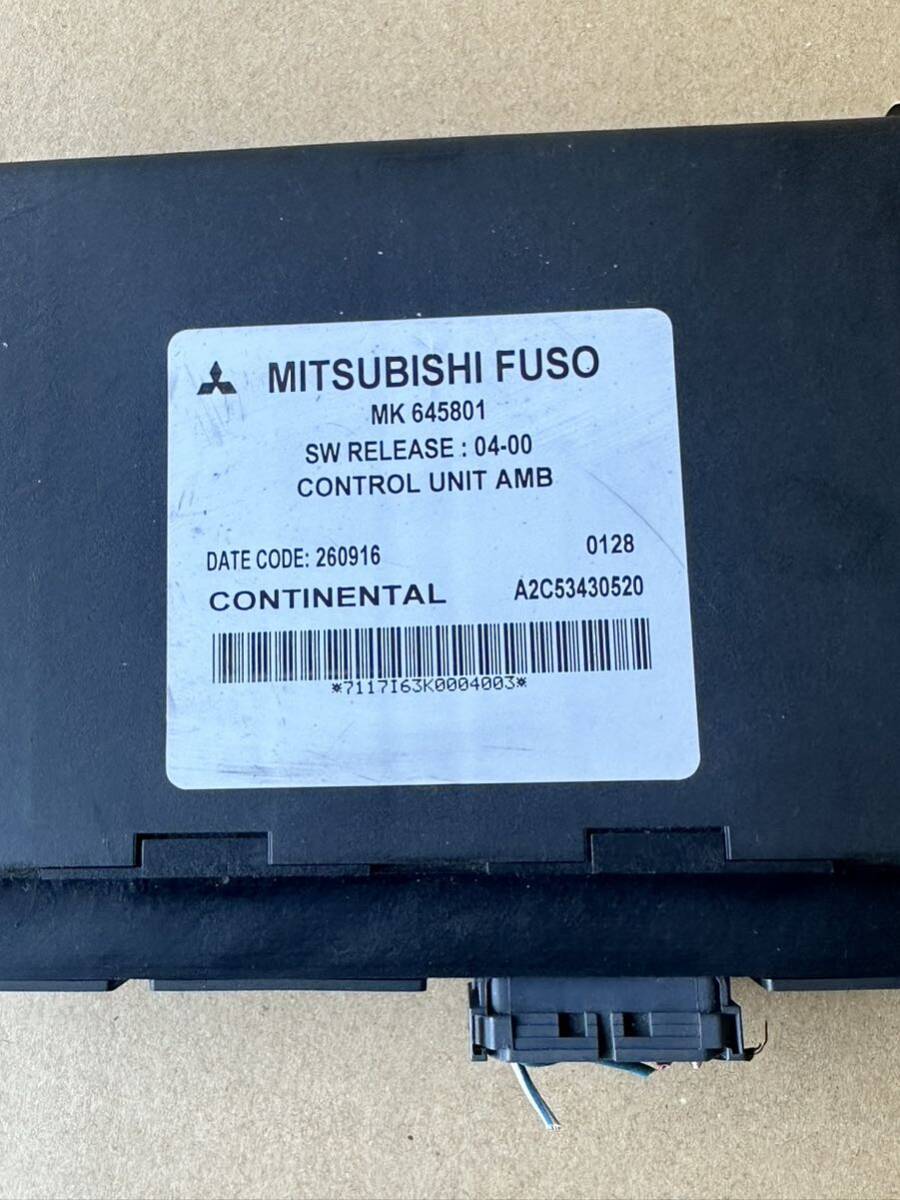 MITSUBISHI FUSO
MK 645801
SW RELEASE : 04-00
CONTROL UNIT AMB
DATE CODE: 260916 0128
CONTINENTAL A2C53430520
*7117I63K0004003*